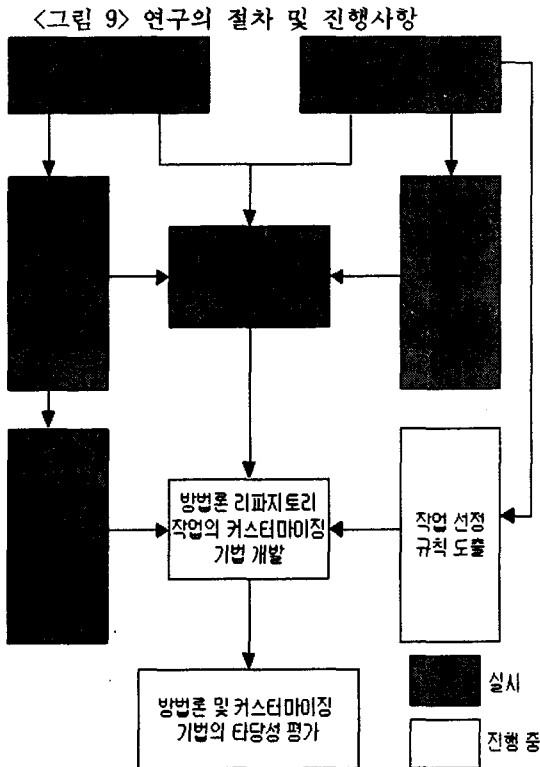 <그림 9> 연구의 절차 및 진행사항
방법론 리파지토리
작업의 커스터마이징
기법 개발
작업 선정
규칙 도출
방법론 및 커스터마이징
기법의 타당성 평가
실시
진행 중